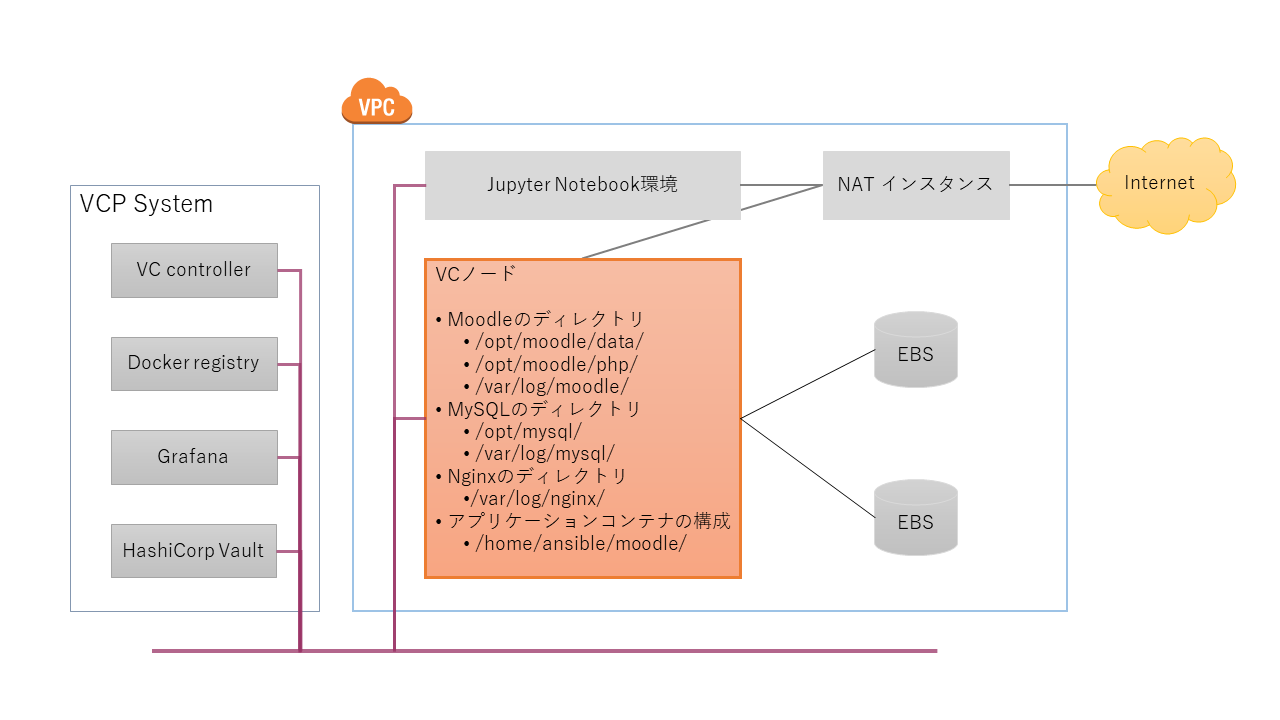 VPC
Jupyter Notebook環境
NAT インスタンス
Internet
VCP System
VC controller
Docker registry
Grafana
HashiCorp Vault
VCノード
• Moodleのディレクトリ
• /opt/moodle/data/
• /opt/moodle/php/
• /var/log/moodle/
• MySQLのディレクトリ
• /opt/mysql/
• /var/log/mysql/
• Nginxのディレクトリ
•/var/log/nginx/
• アプリケーションコンテナの構成
• /home/ansible/moodle/
EBS
EBS